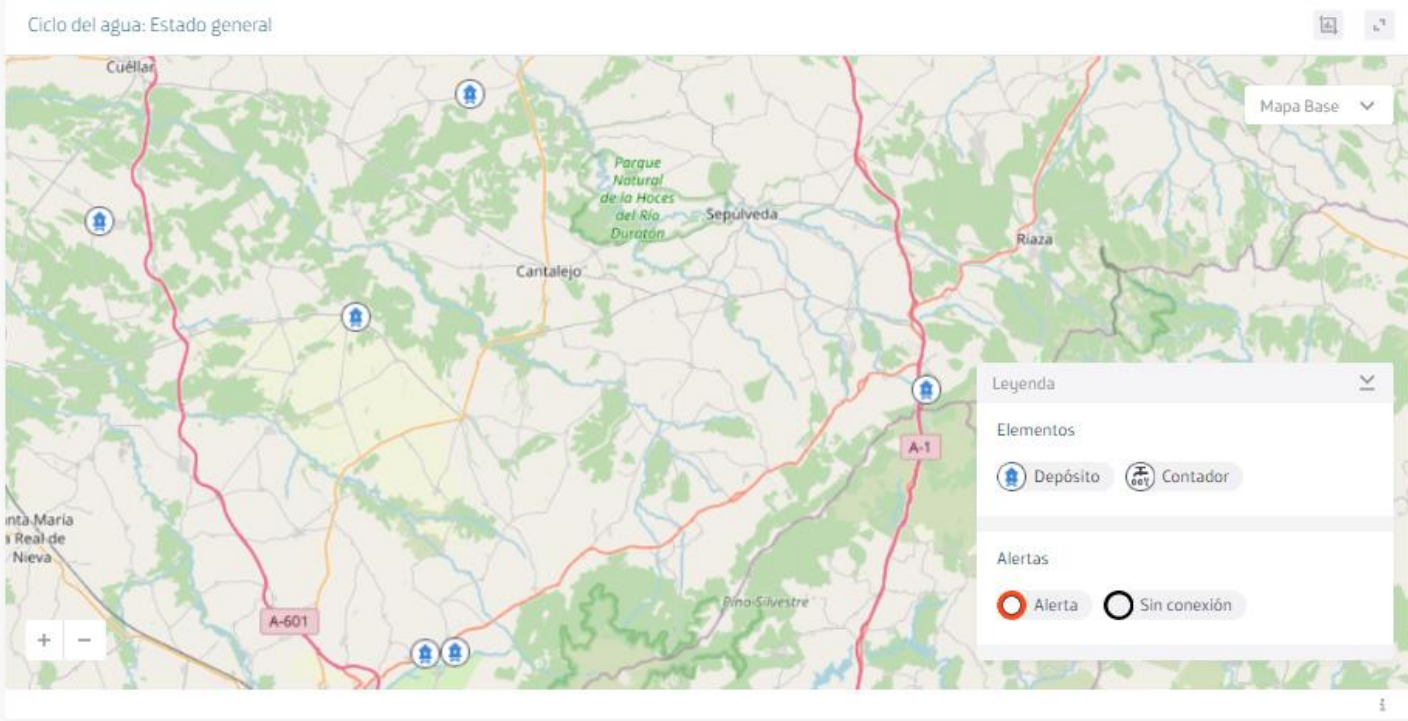 Ciclo del agua: Estado general
Cuéllar
Mapa Base
Parque
Natural
de la Hoces
del Río
Duratón
Sepúlveda
Riaza
Cantalejo
Leyenda
Elementos
A-1
Depósito
Contador
nta María
a Real de
Nieva
Alertas
Alerta
Sin conexión
Pino Silvestre
A-601
+ −